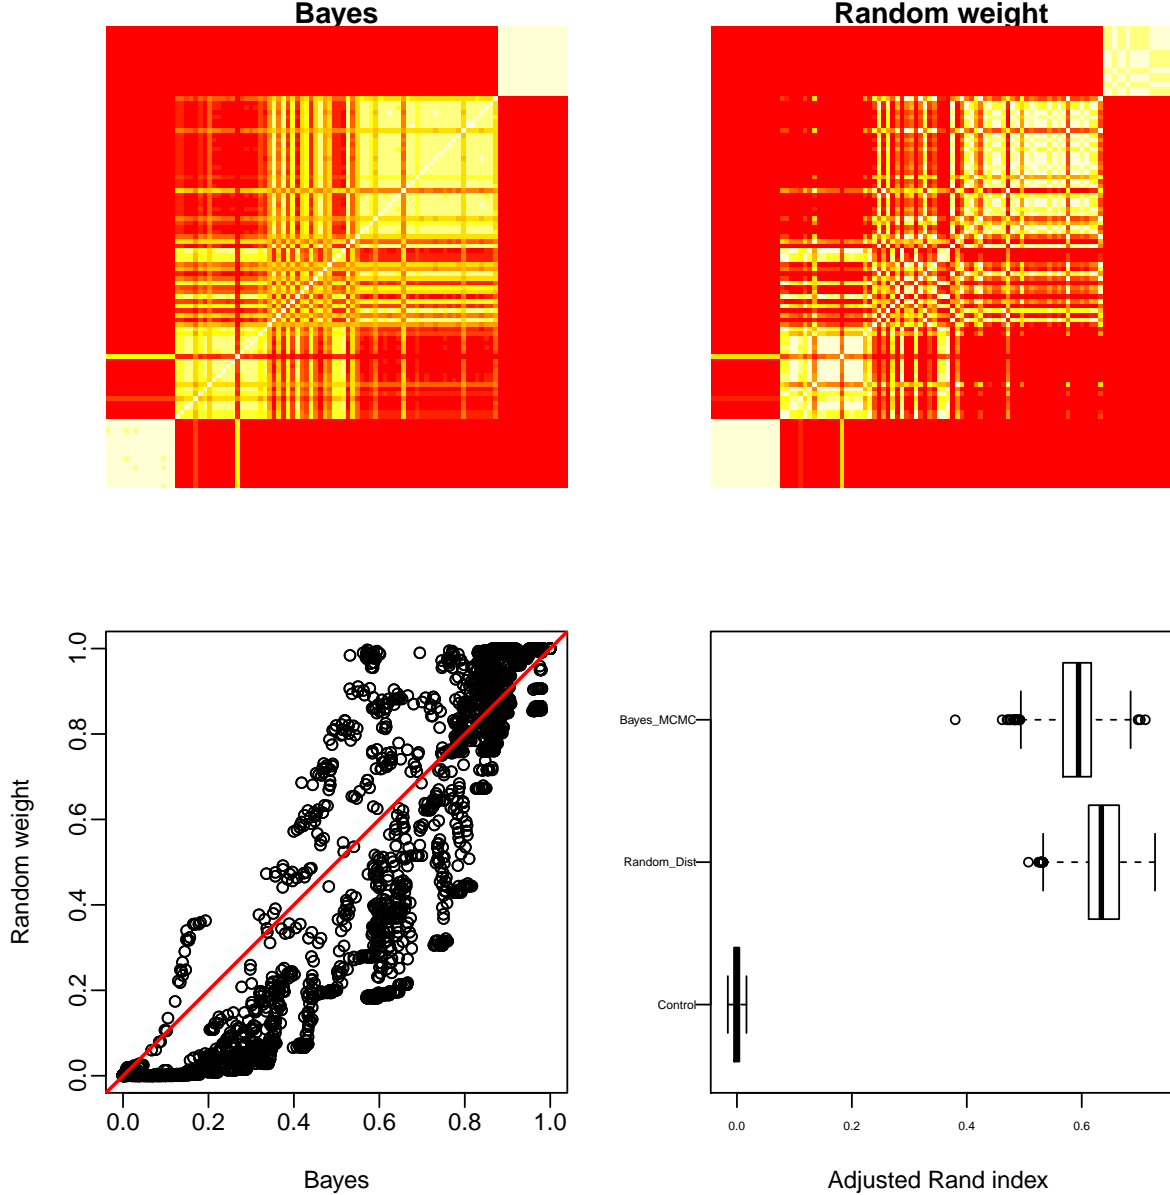 Bayes
Random weight
1.0
0.8
0.6
0.4
0.2
0.0
Random weight
0.0 0.2 0.4 0.6 0.8 1.0
Bayes
Bayes_MCMC
Random_Dist
Control
0.0 0.2 0.4 0.6
Adjusted Rand index